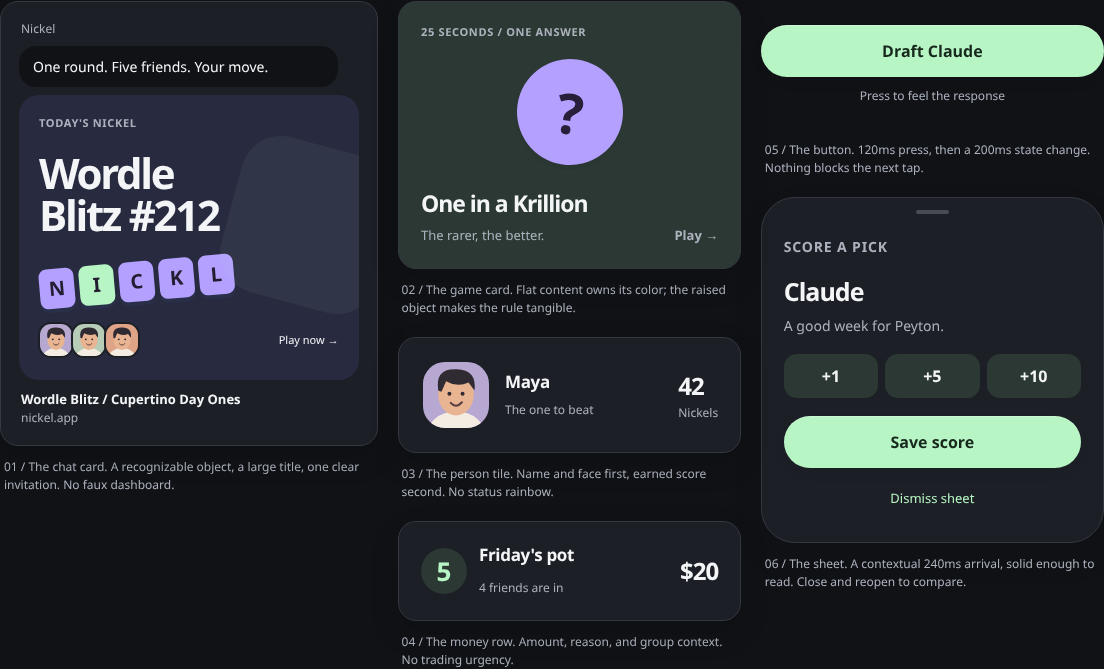 Nickel
One round. Five friends. Your move.
TODAY'S NICKEL
Wordle
Blitz #212
N I C K L
Play now →
Wordle Blitz / Cupertino Day Ones
nickel.app
01 / The chat card. A recognizable object, a large title, one clear
invitation. No faux dashboard.
25 SECONDS / ONE ANSWER
?
One in a Krillion
The rarer, the better.
Play →
02 / The game card. Flat content owns its color; the raised
object makes the rule tangible.
Maya
The one to beat
42
Nickels
03 / The person tile. Name and face first, earned score
second. No status rainbow.
5
Friday's pot
4 friends are in
$20
04 / The money row. Amount, reason, and group context.
No trading urgency.
Draft Claude
Press to feel the response
05 / The button. 120ms press, then a 200ms state change.
Nothing blocks the next tap.
SCORE A PICK
Claude
A good week for Peyton.
+1
+5
+10
Save score
Dismiss sheet
06 / The sheet. A contextual 240ms arrival, solid enough to
read. Close and reopen to compare.